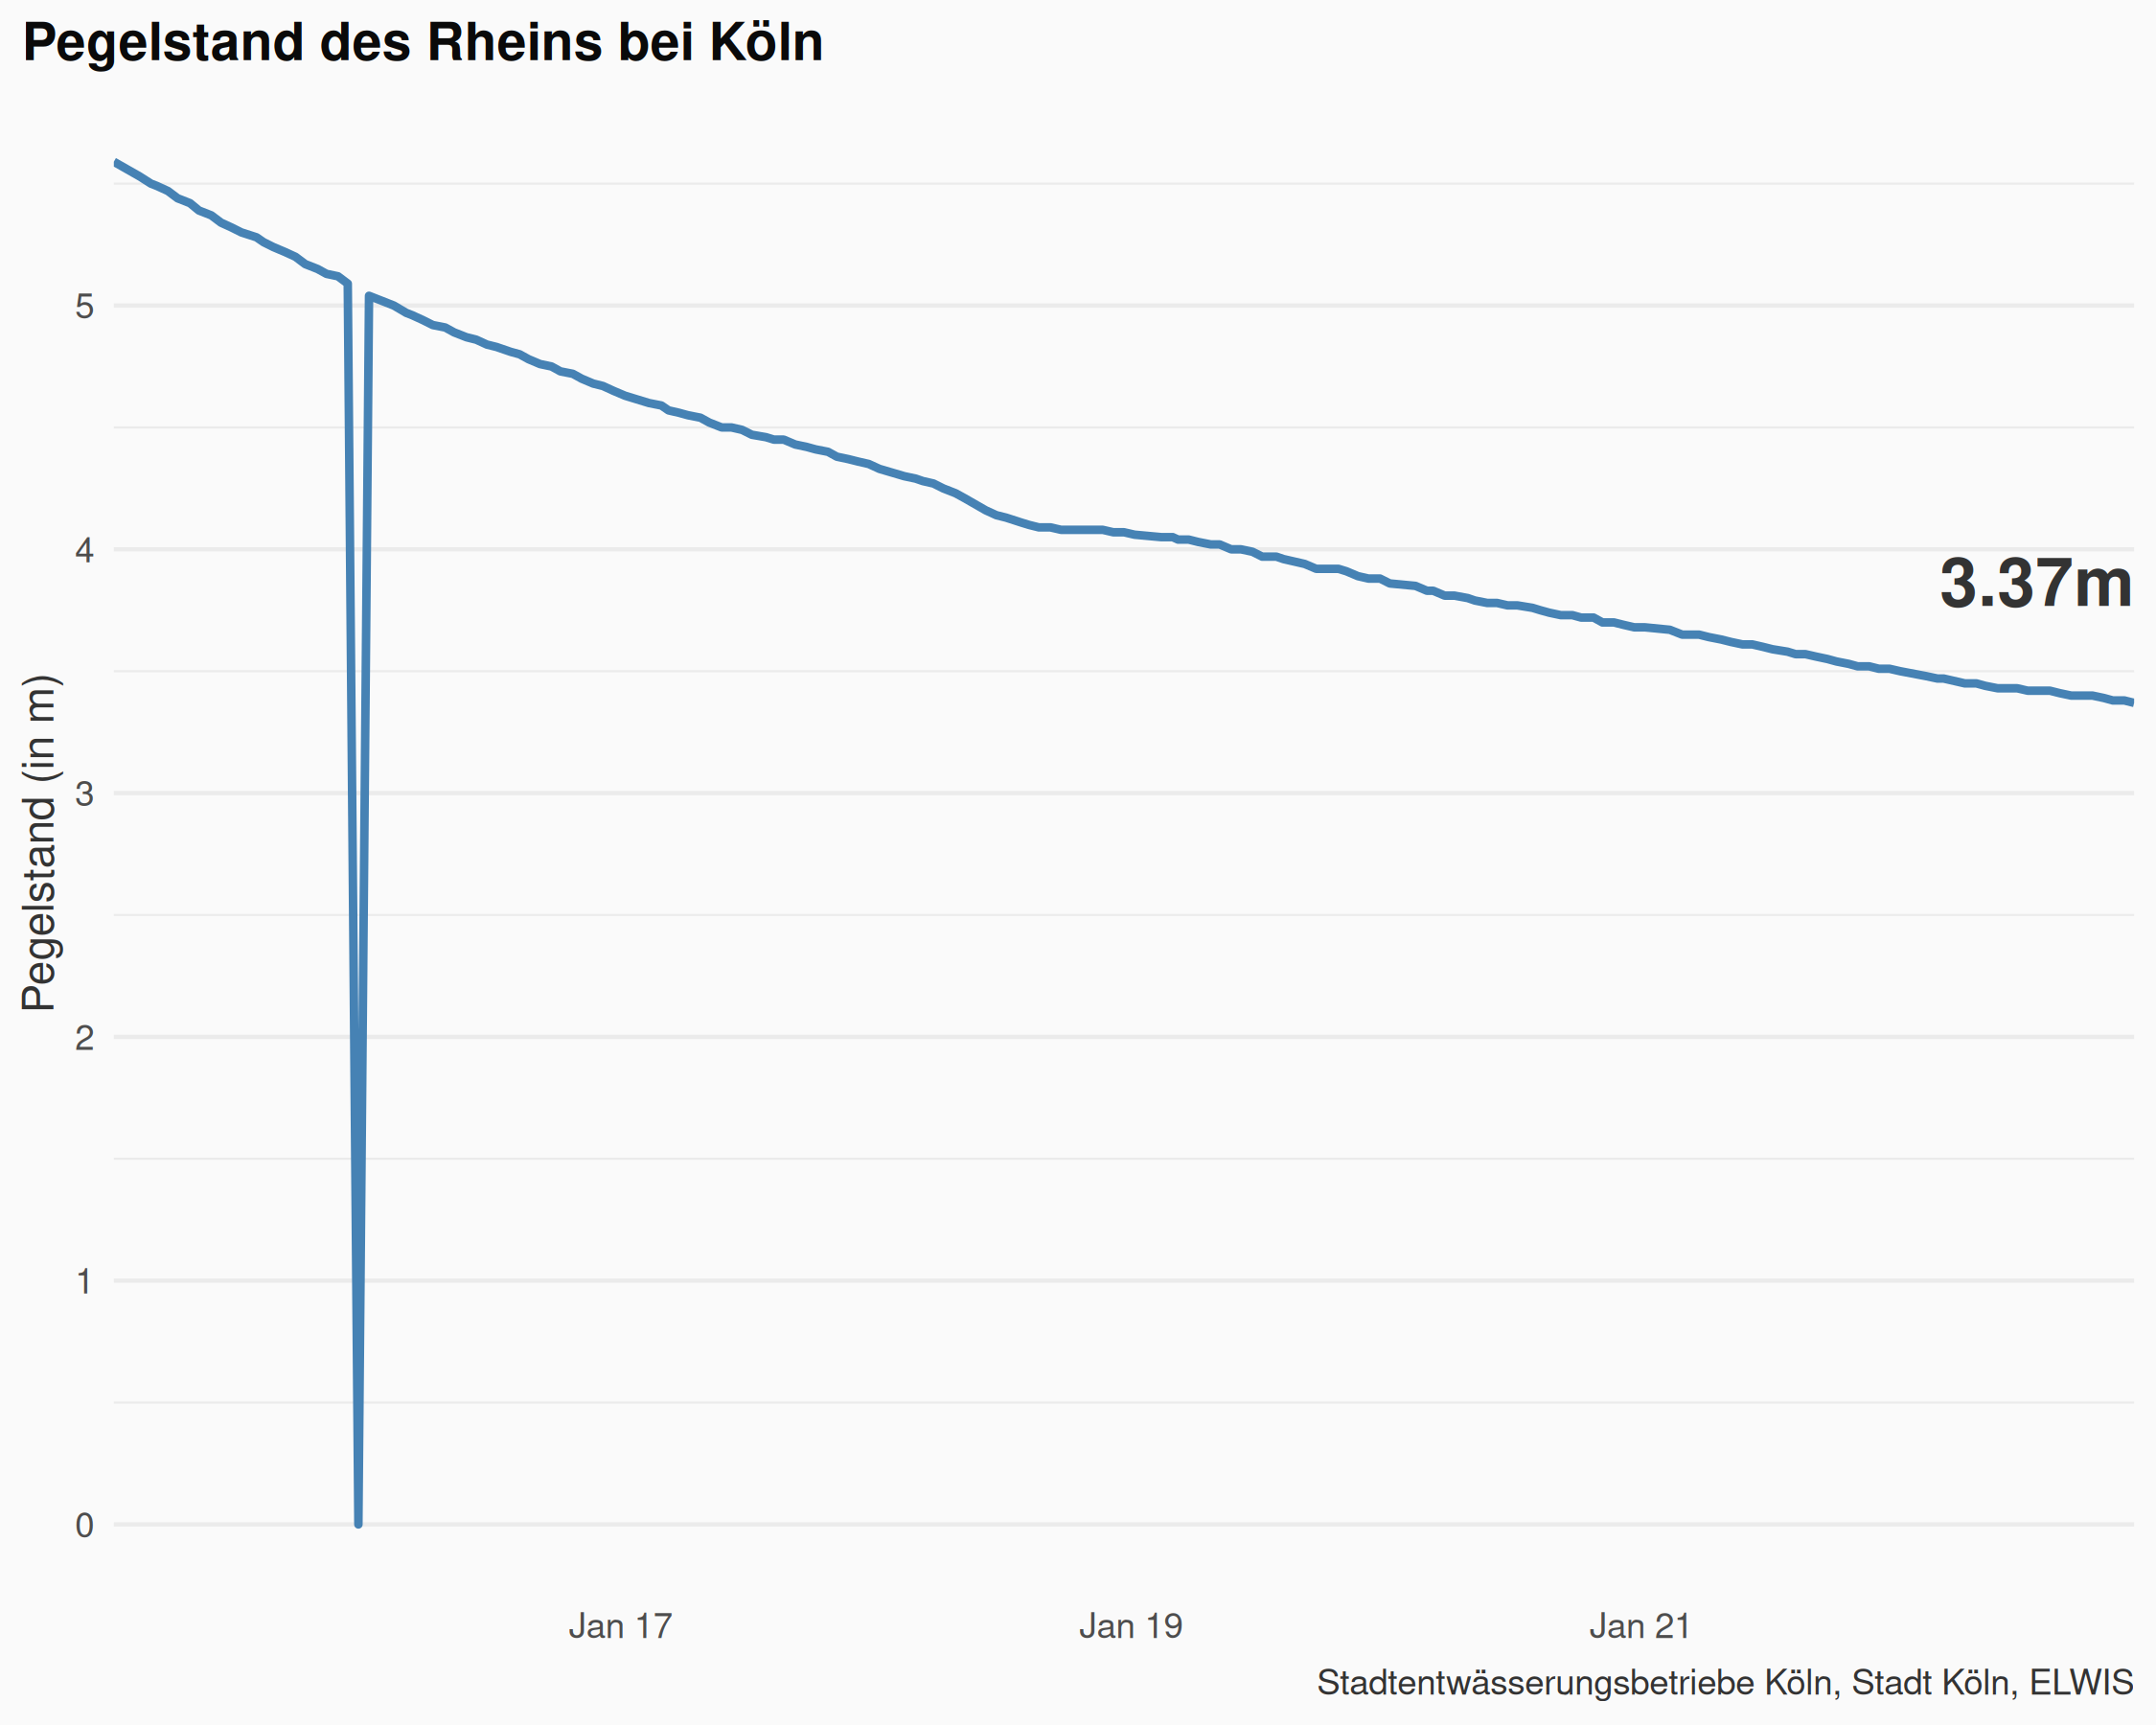 Pegelstand des Rheins bei Köln
Pegelstand (in m)
5
4
3
2
1
0
3.37m
Jan 17
Jan 19
Jan 21
Stadtentwässerungsbetriebe Köln, Stadt Köln, ELWIS